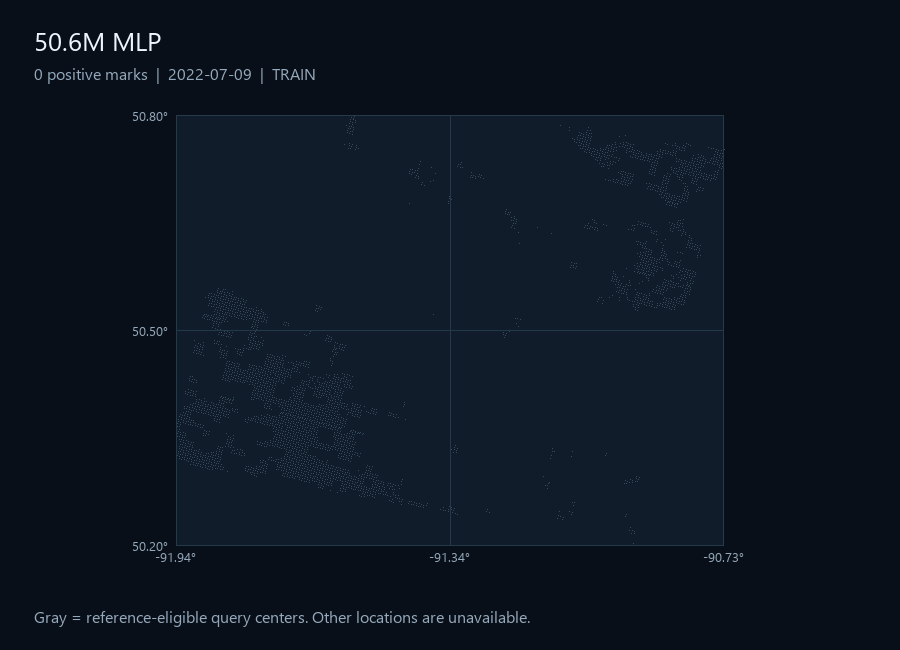 50.6M MLP
0 positive marks | 2022-07-09 | TRAIN
50.80°
50.50°
50.20°
-91.94°
-91.34°
-90.73°
Gray = reference-eligible query centers. Other locations are unavailable.